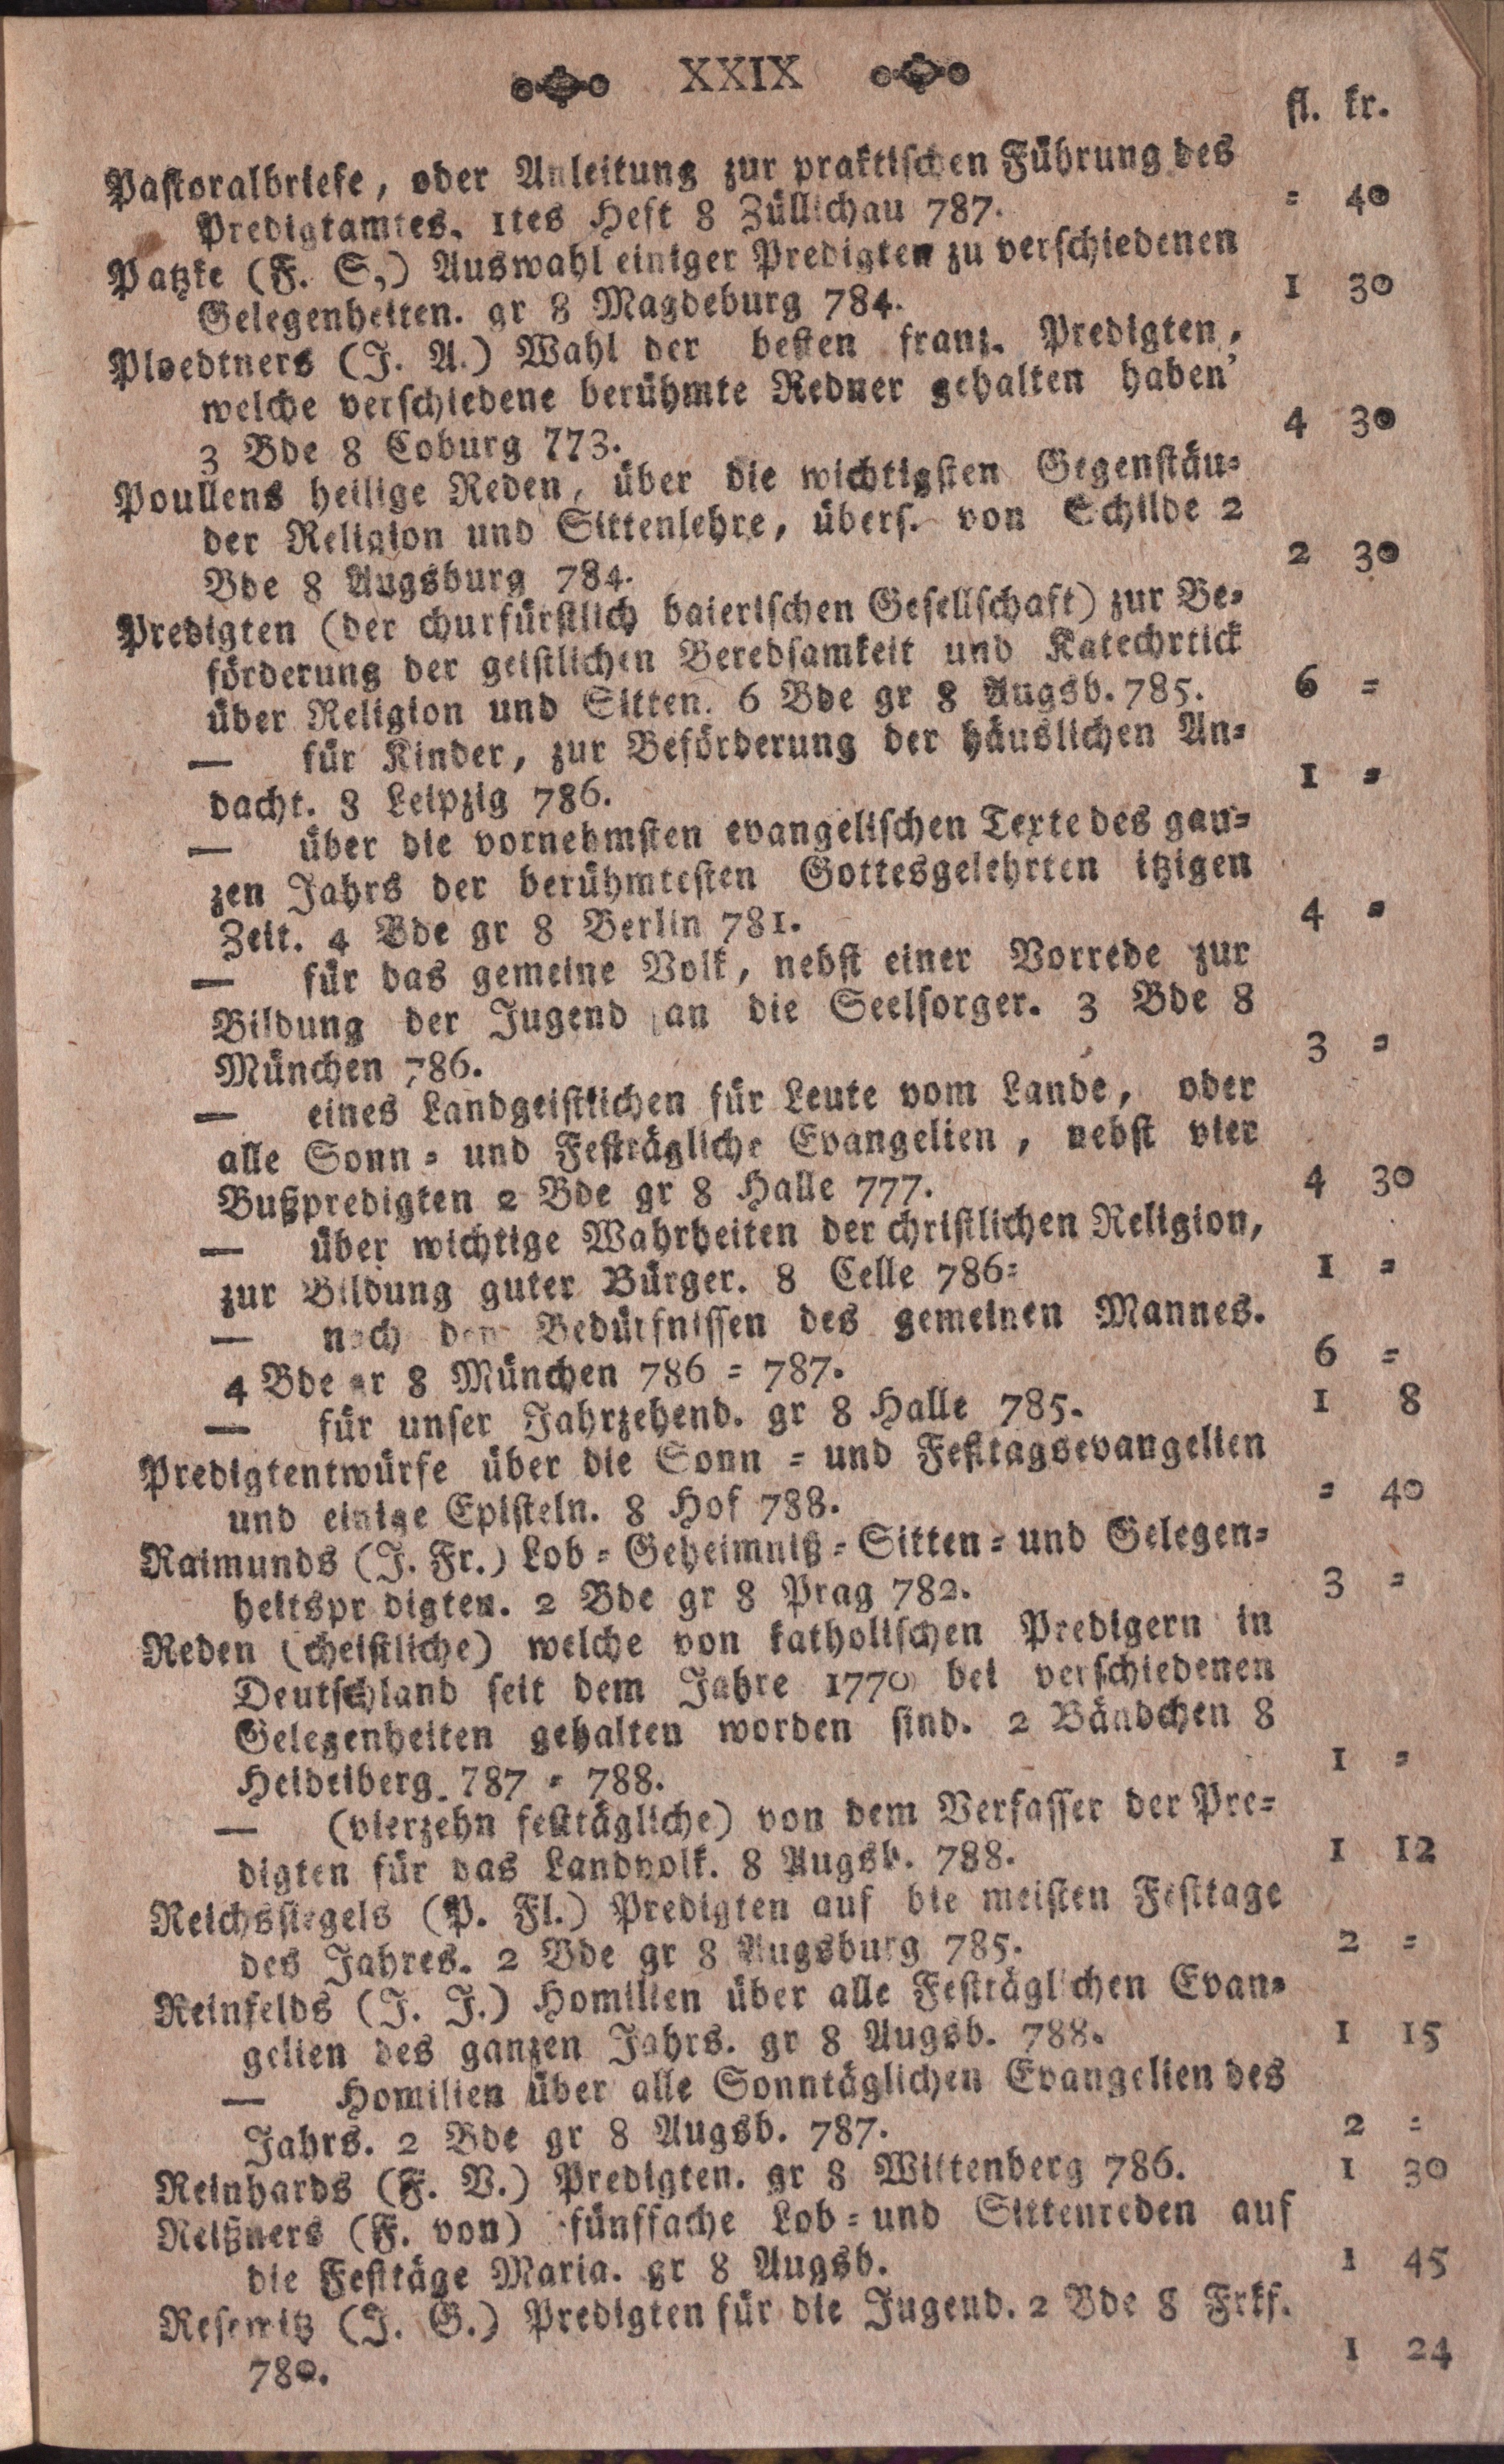 XXIX
fl. kr.
Pastoralbriefe, oder Anleitung zur praktischen Führung des
Predigtamtes. 1tes Heft 8 Züllichau 787. = 40
Patzke (F. S,) Auswahl einiger Predigten zu verschiedenen
Gelegenheiten. gr 8 Magdeburg 784. 1 30
Ploedtners (J. A.) Wahl der besten franz. Predigten,
welche verschiedene berühmte Redner gehalten haben
3 Bde 8 Coburg 773. 4 30
Poullens heilige Reden, über die wichtigsten Gegenstäu=
der Religion und Sittenlehre, übers. von Schilde 2
Bde 8 Augsburg 784. 2 30
Predigten (der churfürstlich baierischen Gesellschaft) zur Be=
förderung der geistlichen Beredsamkeit und Katechrtick
über Religion und Sitten. 6 Bde gr 8 Augsb. 785. 6 =
— für Kinder, zur Beförderung der häuslichen An=
dacht. 8 Leipzig 786. 1 =
— über die vornehmsten evangelischen Texte des gan=
zen Jahrs der berühmtesten Gottesgelehrten itzigen
Zeit. 4 Bde gr 8 Berlin 781. 4 =
— für das gemeine Volk, nebst einer Vorrede zur
Bildung der Jugend an die Seelsorger. 3 Bde 8
München 786. 3 =
— eines Landgeistlichen für Leute vom Lande, oder
alle Sonn = und Festrägliche Evangelien, nebst vier
Bußpredigten 2 Bde gr 8 Halle 777. 4 30
— über wichtige Wahrheiten der christlichen Religion,
zur Bildung guter Bürger. 8 Celle 786= 1 =
— nach den Bedürfnissen des gemeinen Mannes.
4 Bde gr 8 München 786 = 787. 6 =
— für unser Jahrzehend. gr 8 Halle 785. 1 8
Predigtentwürfe über die Sonn = und Festtagsevangelien
und einige Episteln. 8 Hof 788. = 40
Raimunds (J. Fr.) Lob = Geheimniß = Sitten = und Gelegen=
heitspr digten. 2 Bde gr 8 Prag 782. 3 =
Reden (cheistliche) welche von katholischen Predigern in
Deutschland seit dem Jahre 1770 bei verschiedenen
Gelegenheiten gehalten worden sind. 2 Bändchen 8
Heidelberg. 787 = 788. 1 =
— (vierzehn festtägliche) von dem Verfasser der Pre=
digten für das Landvolk. 8 Augsb. 788. 1 12
Reichssiegels (P. Fl.) Predigten auf die meisten Festtage
des Jahres. 2 Bde gr 8 Augsburg 785. 2 =
Reinfelds (J. J.) Homilien über alle Festräglichen Evan=
gelien des ganzen Jahrs. gr 8 Augsb. 788. 1 15
— Homilien über alle Sonntäglichen Evangelien des
Jahrs. 2 Bde gr 8 Augsb. 787. 2 =
Reinhards (F. V.) Predigten. gr 8 Wittenberg 786. 1 30
Reißners (F. von) fünffache Lob = und Sittenreden auf
die Festtäge Maria. gr 8 Augsb. 1 45
Resewitz (J. G.) Predigten für die Jugend. 2 Bde 8 Frkf.
780. 1 24